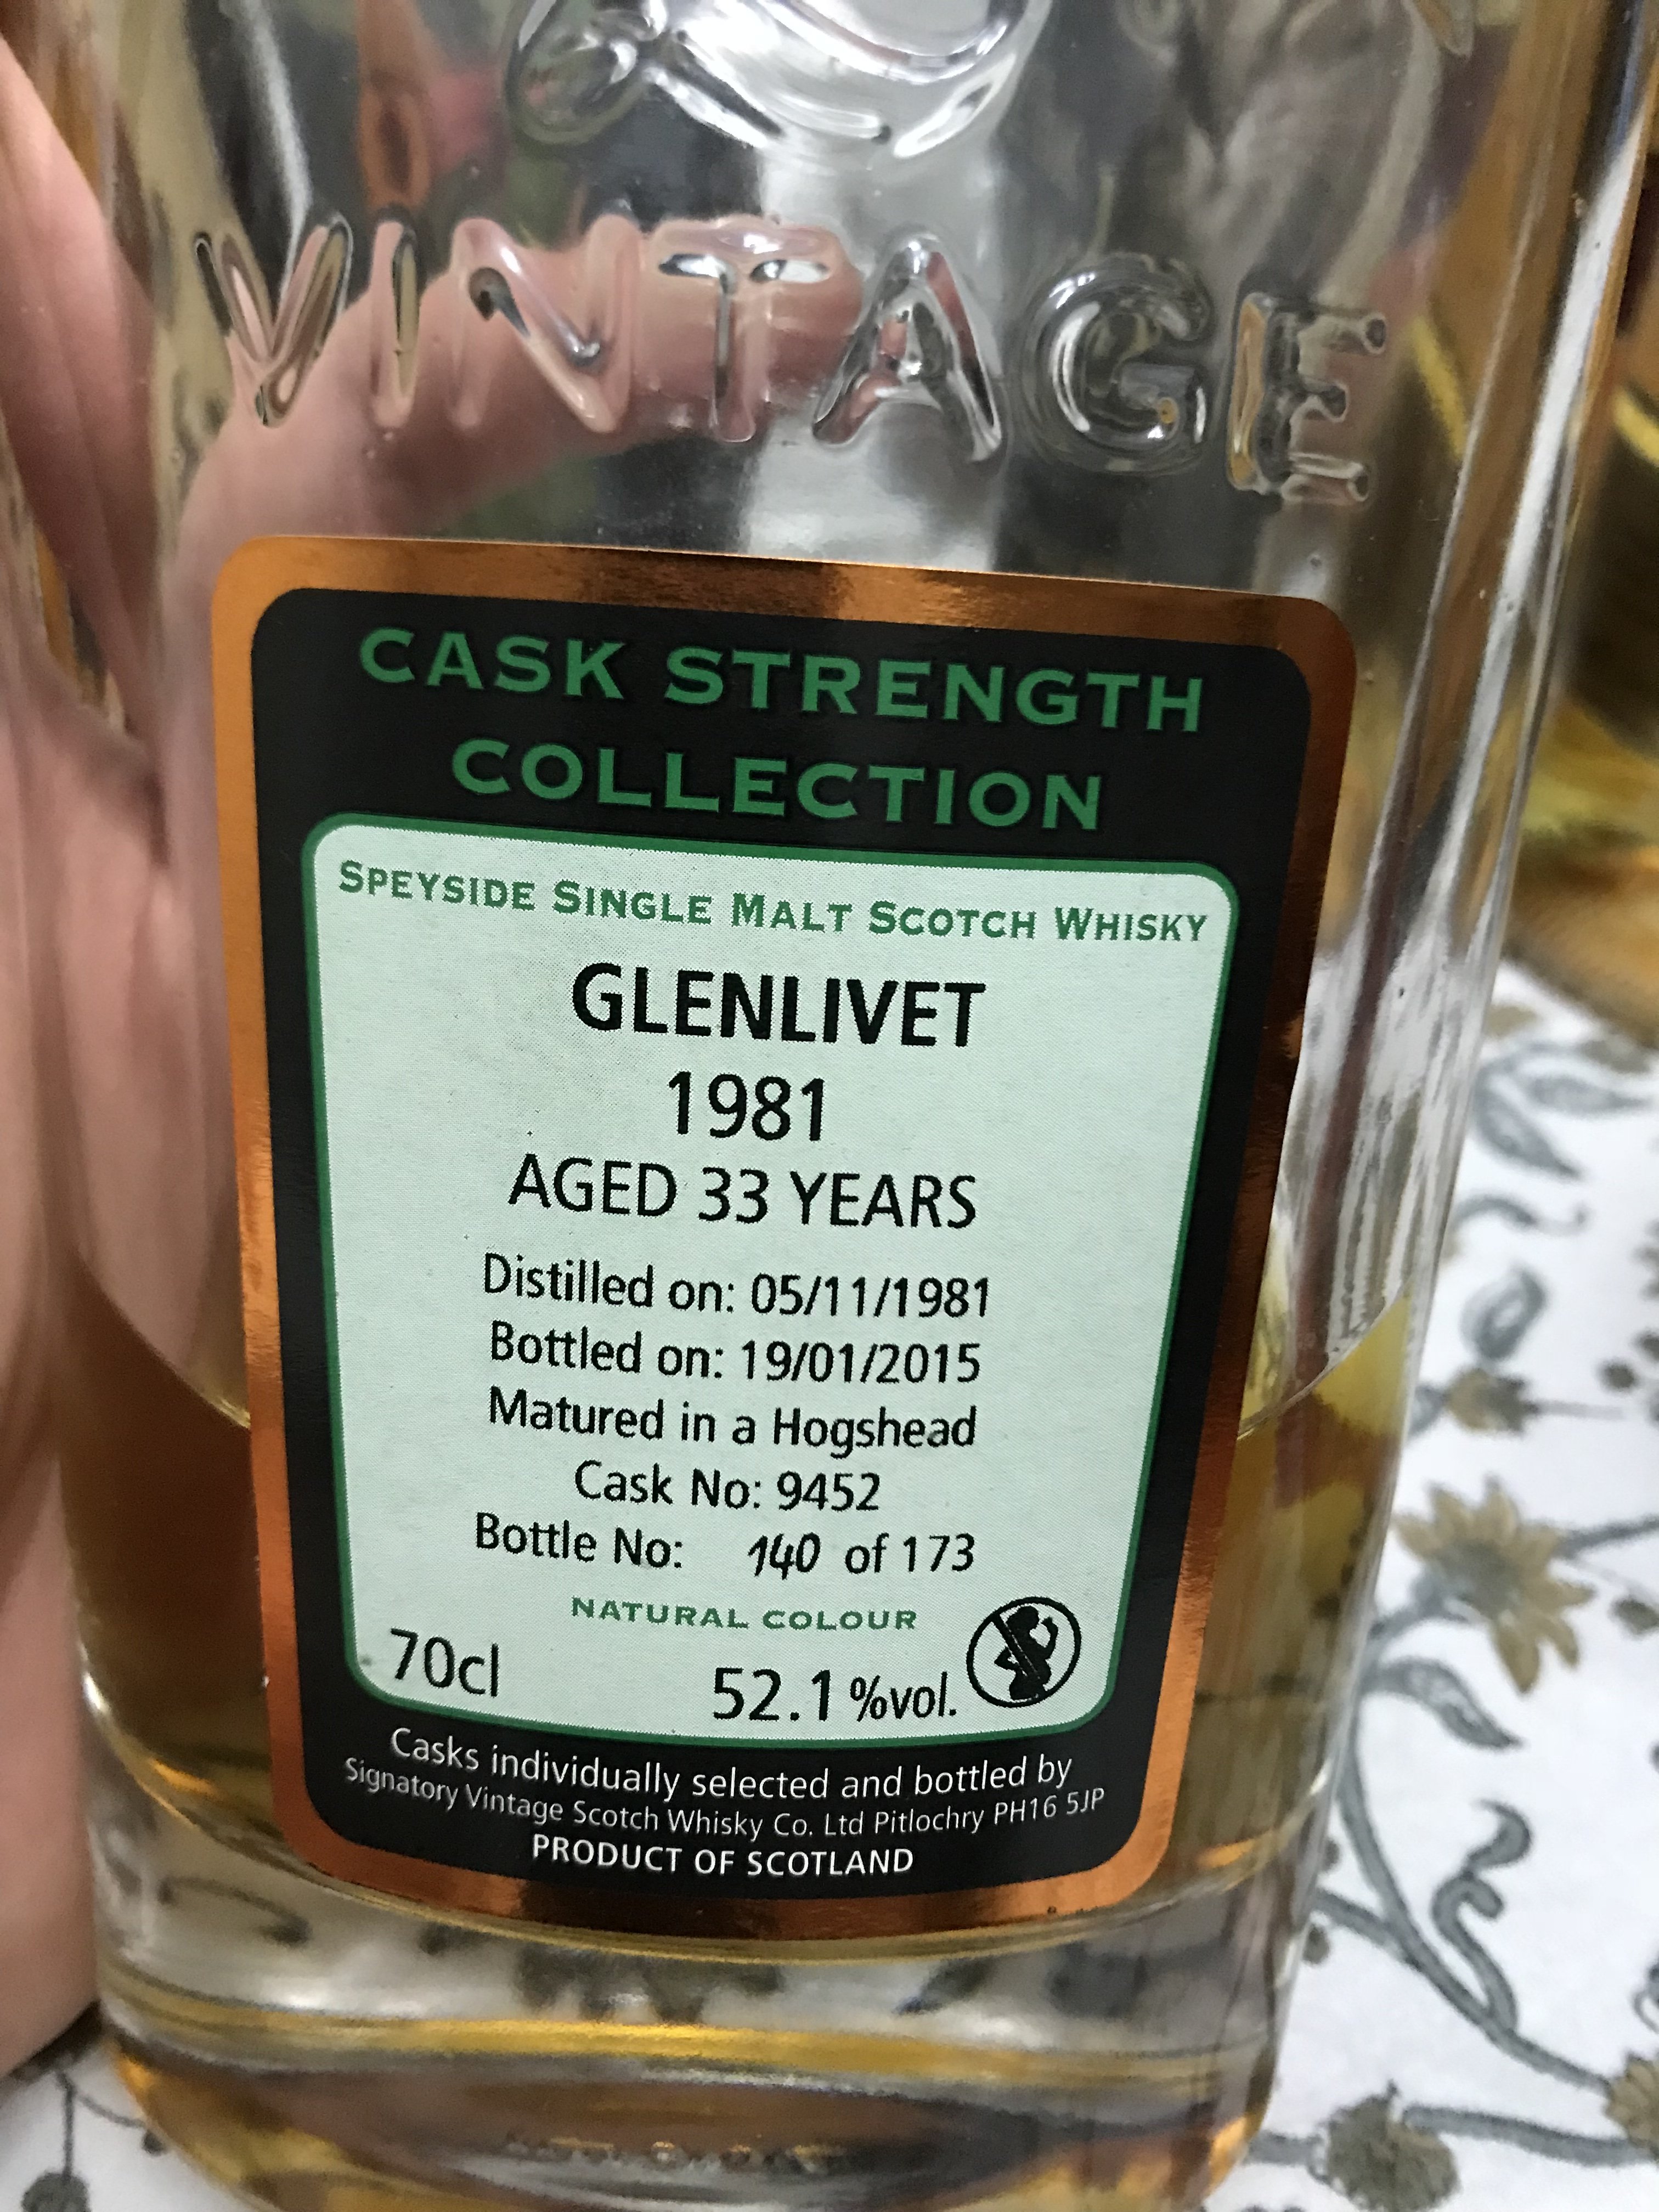 VINTAGE
CASK STRENGTH
COLLECTION
SPEYSIDE SINGLE MALT SCOTCH WHISKY
GLENLIVET
1981
AGED 33 YEARS
Distilled on: 05/11/1981
Bottled on: 19/01/2015
Matured in a Hogshead
Cask No: 9452
Bottle No: 140 of 173
NATURAL COLOUR
70cl 52.1 %vol.
Casks individually selected and bottled by
Signatory Vintage Scotch Whisky Co. Ltd Pitlochry PH16 5JP
PRODUCT OF SCOTLAND